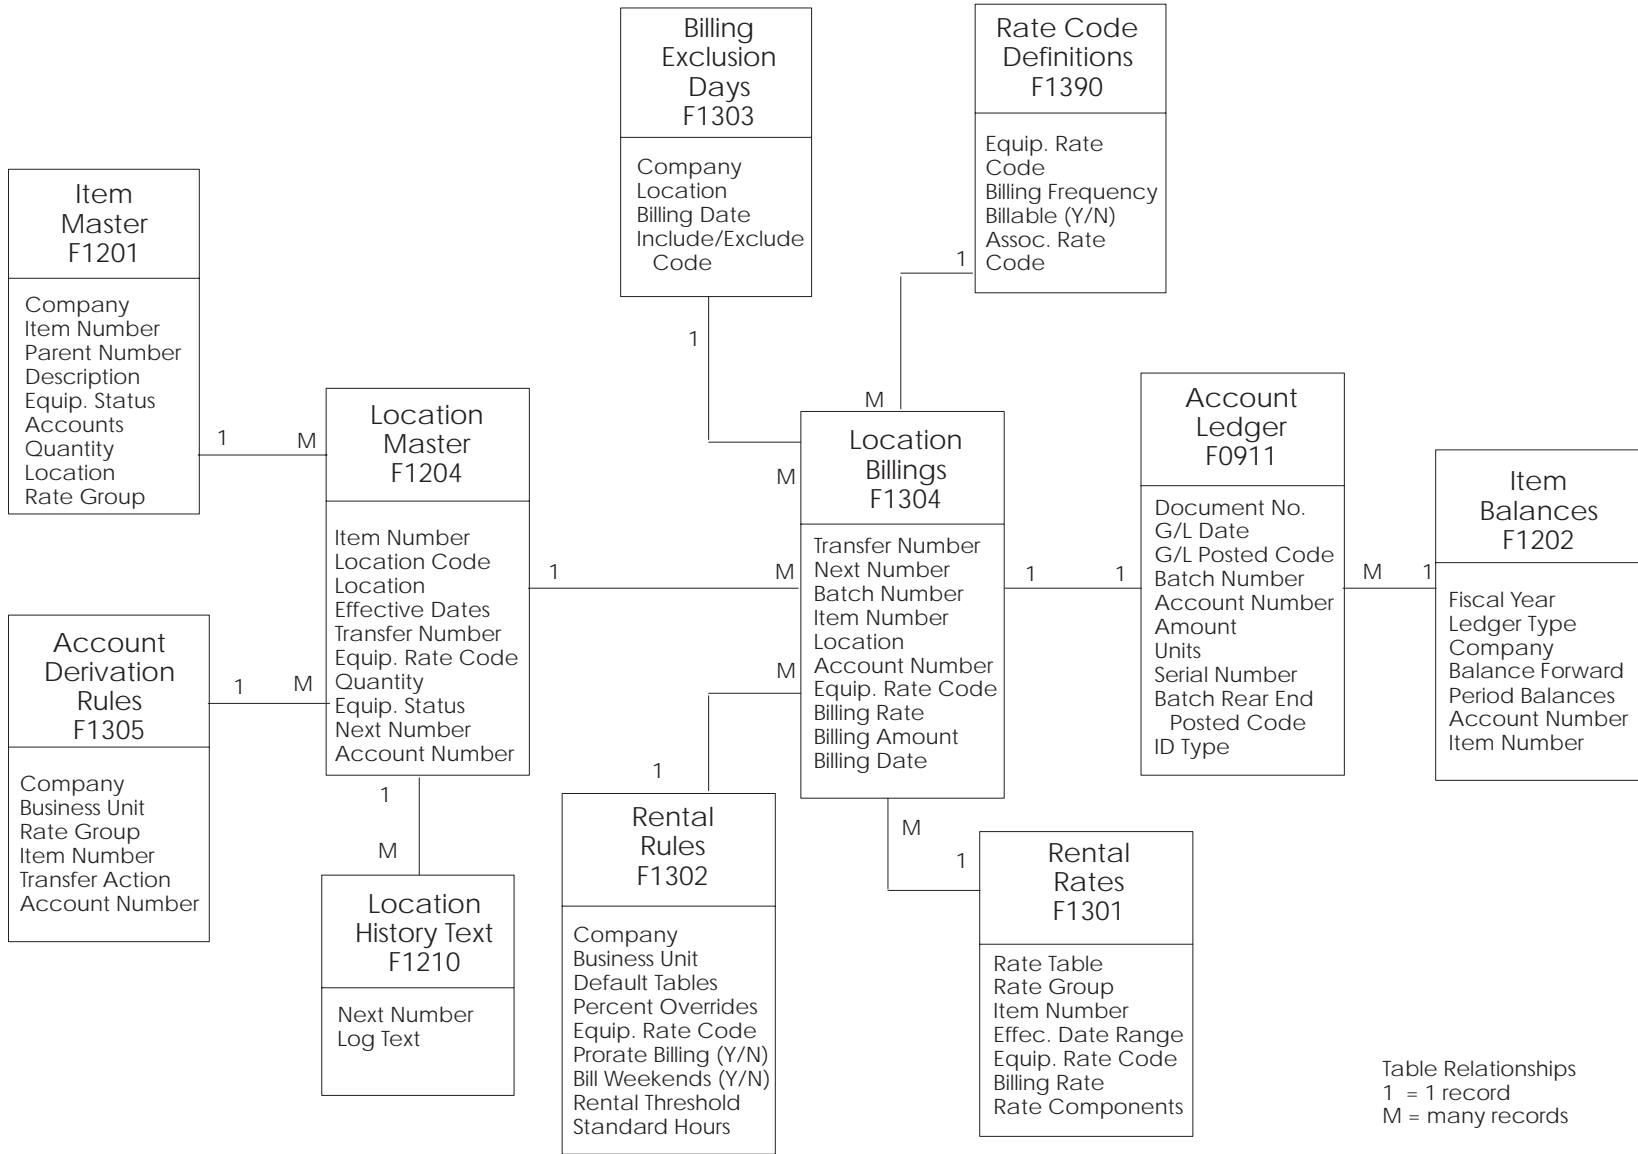 Billing
Exclusion
Days
F1303
Company
Location
Billing Date
Include/Exclude
Code
Rate Code
Definitions
F1390
Equip. Rate
Code
Billing Frequency
Billable (Y/N)
Assoc. Rate
Code
Item
Master
F1201
Company
Item Number
Parent Number
Description
Equip. Status
Accounts
Quantity
Location
Rate Group
1
M
Location
Master
F1204
Item Number
Location Code
Location
Effective Dates
Transfer Number
Equip. Rate Code
Quantity
Equip. Status
Next Number
Account Number
1
M
1
M
Location
Billings
F1304
Transfer Number
Next Number
Batch Number
Item Number
Location
Account Number
Equip. Rate Code
Billing Rate
Billing Amount
Billing Date
1
M
1
1
Account
Ledger
F0911
Document No.
G/L Date
G/L Posted Code
Batch Number
Account Number
Amount
Units
Serial Number
Batch Rear End
Posted Code
ID Type
M
1
Item
Balances
F1202
Fiscal Year
Ledger Type
Company
Balance Forward
Period Balances
Account Number
Item Number
Account
Derivation
Rules
F1305
Company
Business Unit
Rate Group
Item Number
Transfer Action
Account Number
1
M
1
M
Location
History Text
F1210
Next Number
Log Text
M
1
Rental
Rules
F1302
Company
Business Unit
Default Tables
Percent Overrides
Equip. Rate Code
Prorate Billing (Y/N)
Bill Weekends (Y/N)
Rental Threshold
Standard Hours
M
1
Rental
Rates
F1301
Rate Table
Rate Group
Item Number
Effec. Date Range
Equip. Rate Code
Billing Rate
Rate Components
Table Relationships
1 = 1 record
M = many records